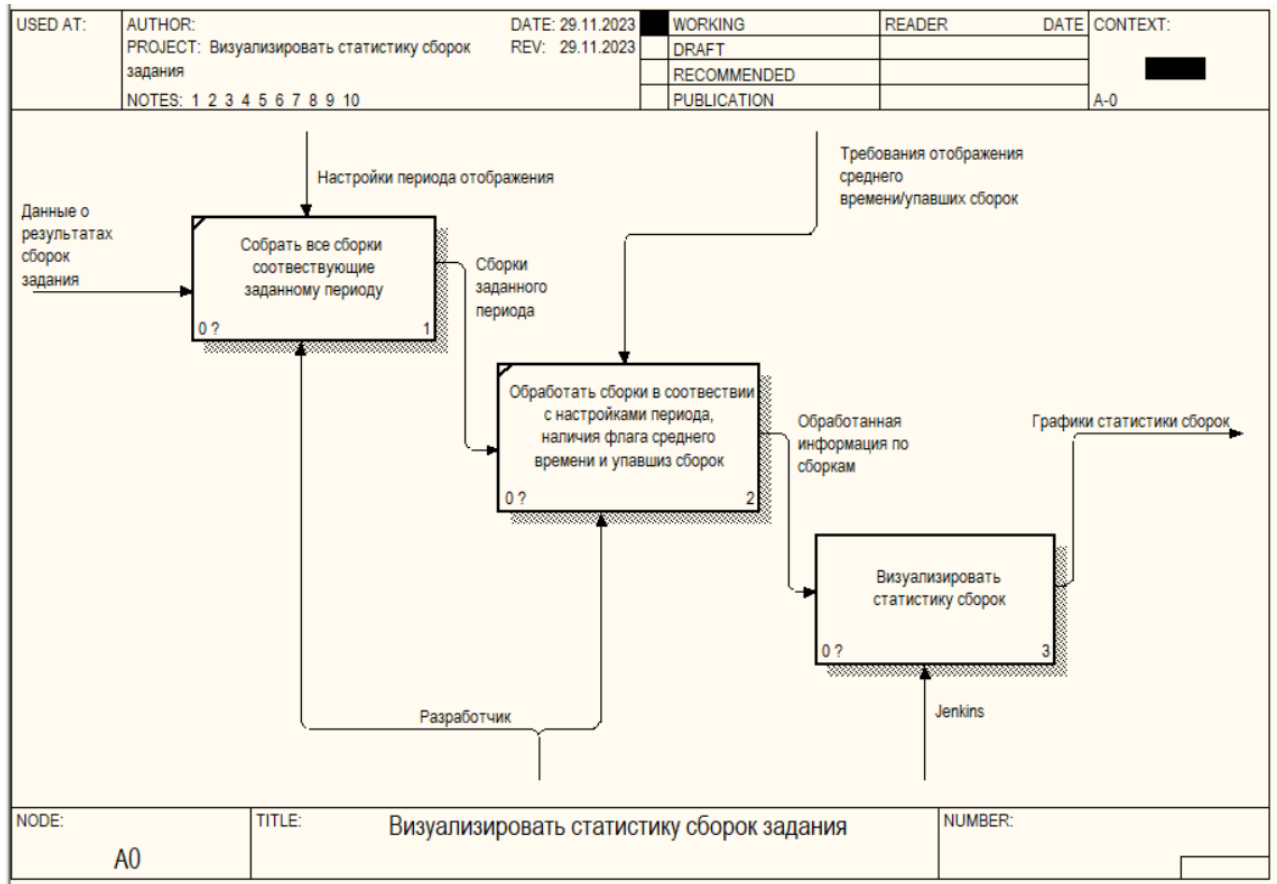 USED AT:
AUTHOR:
DATE: 29.11.2023
WORKING
READER
DATE
CONTEXT:
PROJECT: Визуализировать статистику сборок
REV: 29.11.2023
DRAFT
задания
RECOMMENDED
NOTES: 1 2 3 4 5 6 7 8 9 10
PUBLICATION
A-0
Настройки периода отображения
Требования отображения
среднего
времени/упавших сборок
Данные о
результатах
сборок
задания
Собрать все сборки
соотвествующие
заданному периоду
0 ?
1
Сборки
заданного
периода
Обработать сборки в соотвествии
с настройками периода,
наличия флага среднего
времени и упавшиз сборок
0 ?
2
Обработанная
информация по
сборкам
Графики статистики сборок
Визуализировать
статистику сборок
0 ?
3
Разработчик
Jenkins
NODE:
A0
TITLE:
Визуализировать статистику сборок задания
NUMBER: